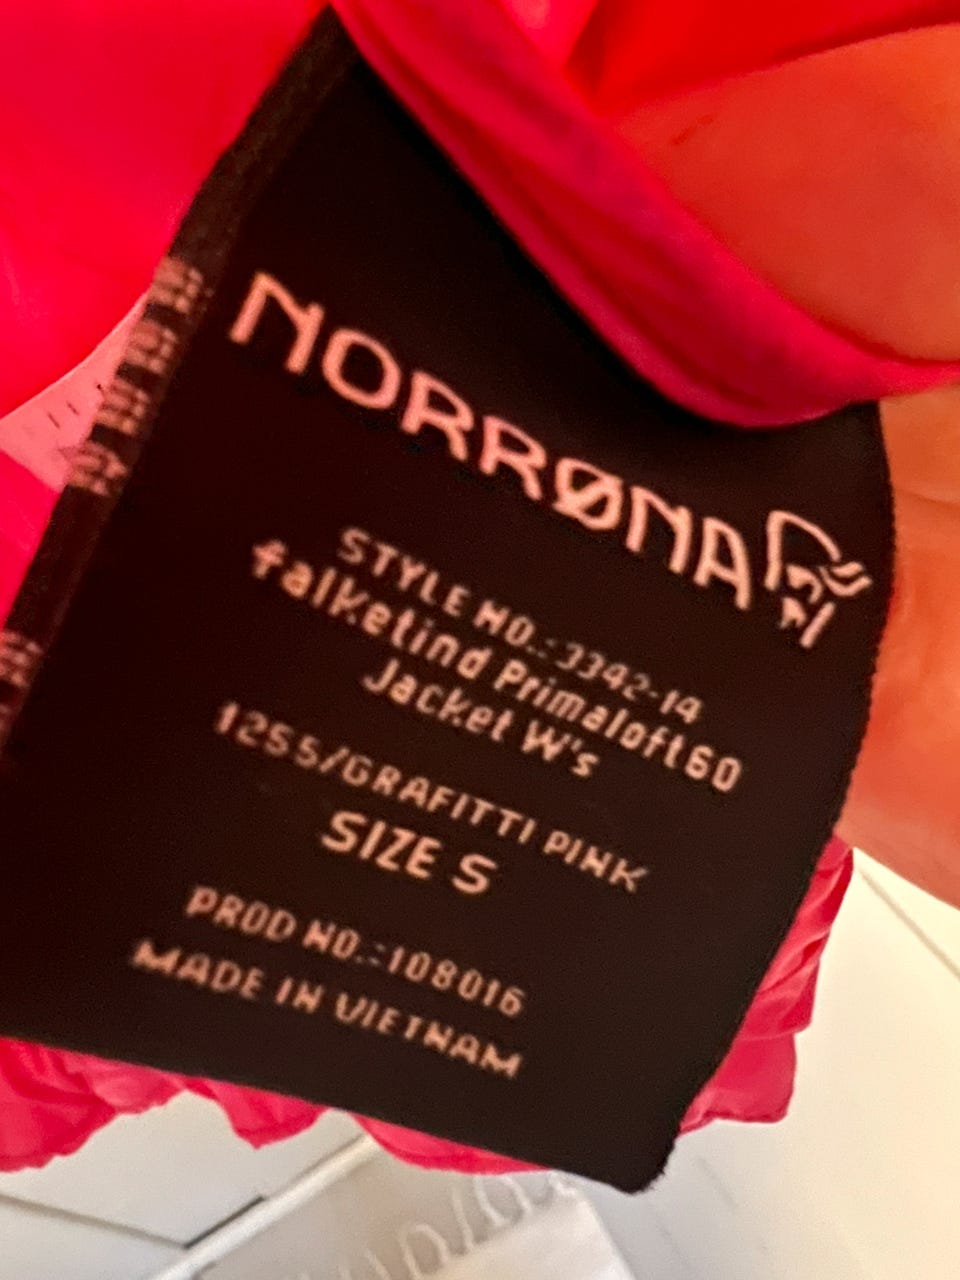 NORRØNA
STYLE NO.: 3342-14
falketind Primaloft60
Jacket W's
1255/GRAFITTI PINK
SIZE S
PROD NO.:108016
MADE IN VIETNAM